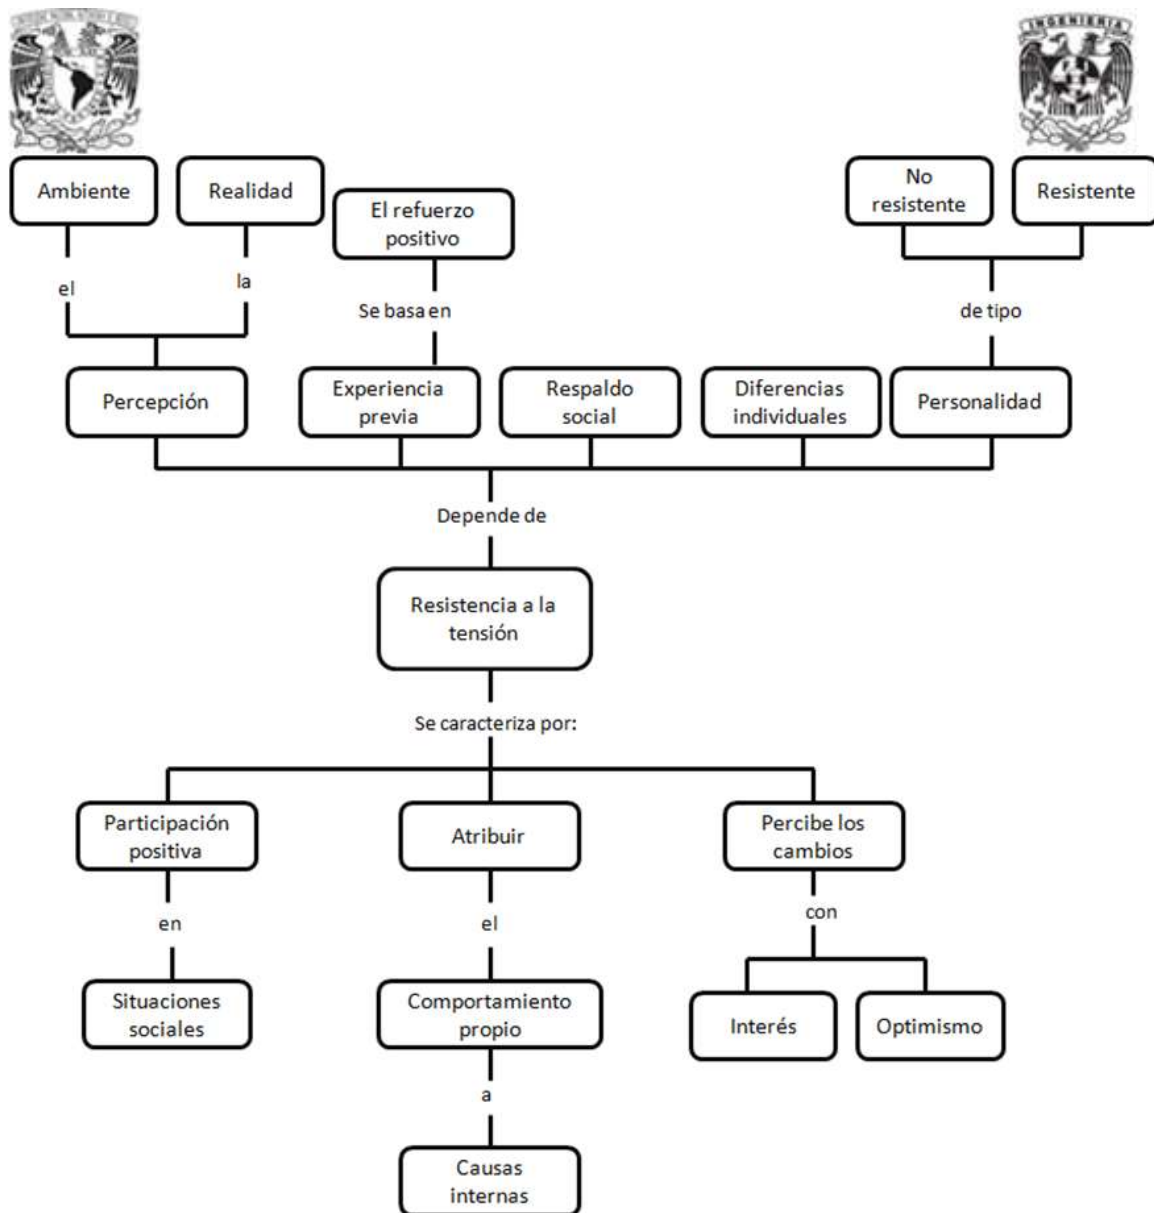 INGENIERIA
Ambiente
Realidad
El refuerzo
positivo
No
resistente
Resistente
el
la
Se basa en
de tipo
Percepción
Experiencia
previa
Respaldo
social
Diferencias
individuales
Personalidad
Depende de
Resistencia a la
tensión
Se caracteriza por:
Participación
positiva
Atribuir
Percibe los
cambios
en
el
con
Situaciones
sociales
Comportamiento
propio
Interés
Optimismo
a
Causas
internas